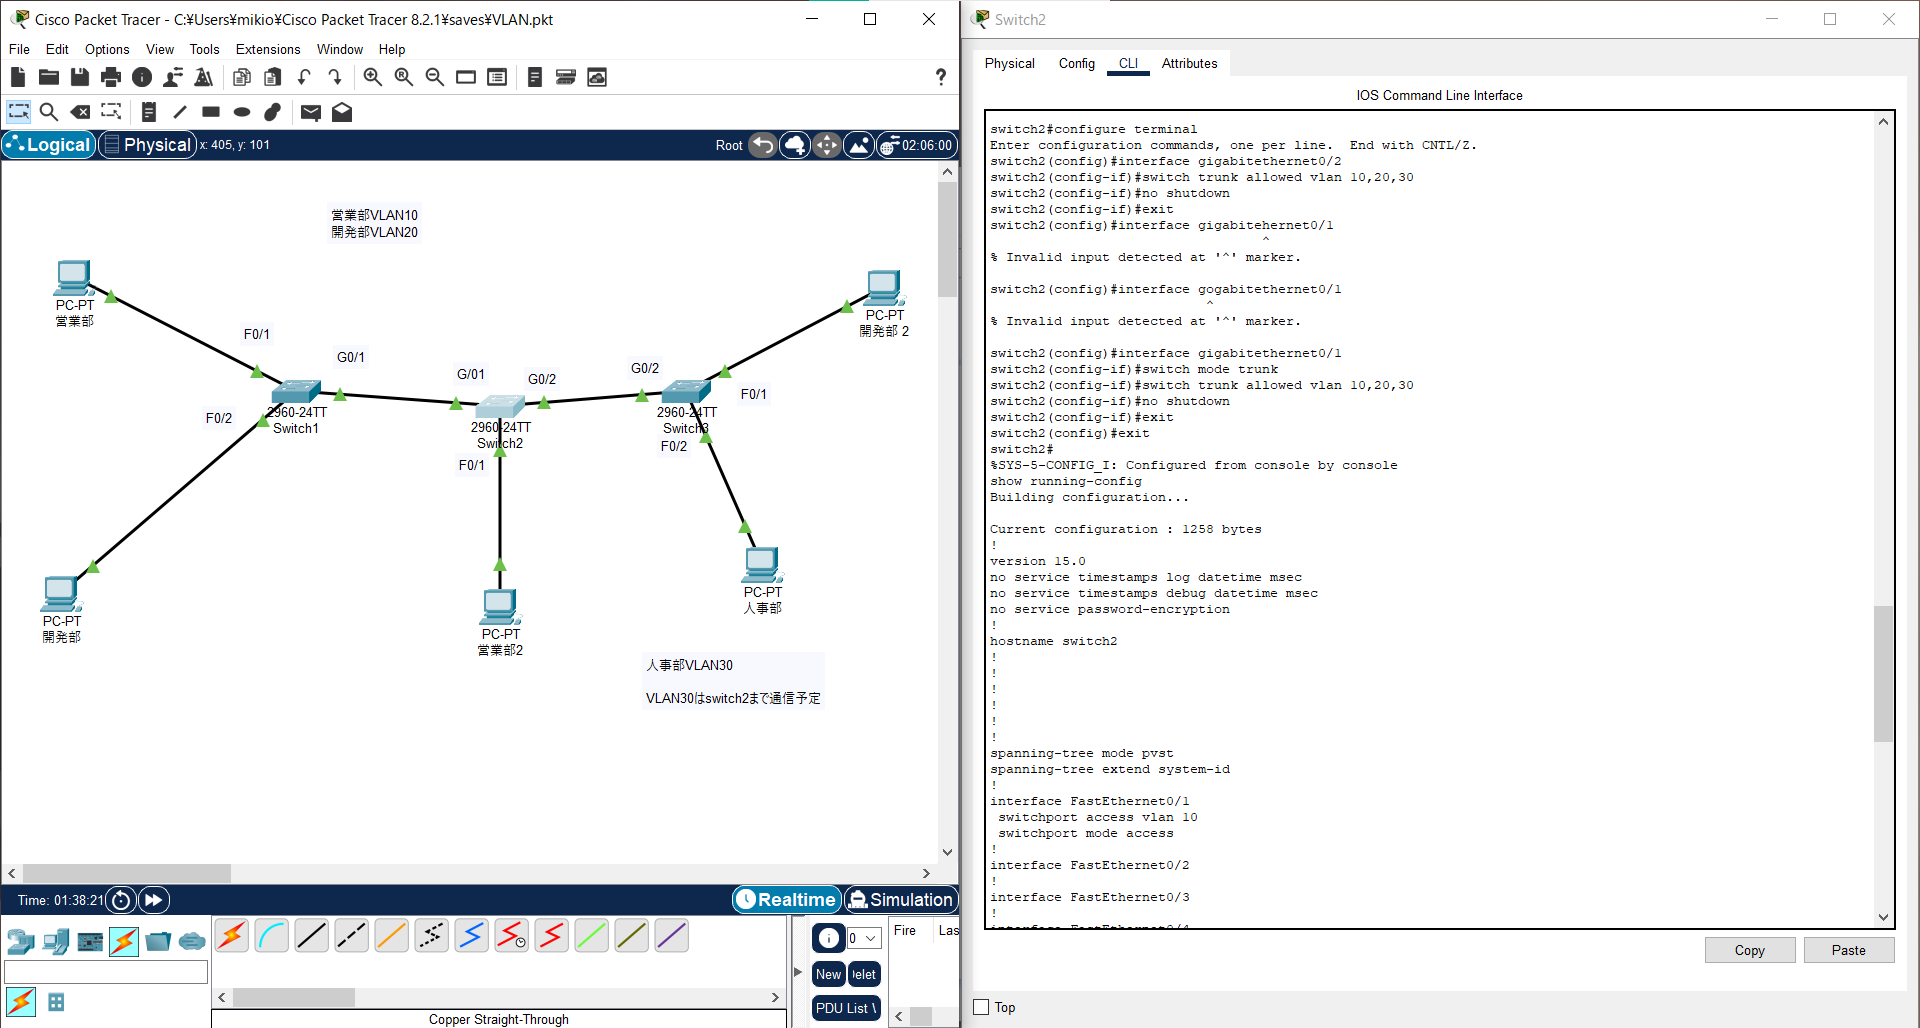 Cisco Packet Tracer - C:¥Users¥mikio¥Cisco Packet Tracer 8.2.1¥saves¥VLAN.pkt
File Edit Options View Tools Extensions Window Help
Logical Physical x: 405, y: 101 Root 02:06:00
営業部VLAN10
開発部VLAN20
PC-PT
営業部
PC-PT
開発部 2
F0/1
G0/1
G/01
G0/2
G0/2
F0/1
F0/2
2960-24TT
Switch1
2960-24TT
Switch2
2960-24TT
Switch3
F0/1
F0/2
PC-PT
開発部
PC-PT
営業部2
PC-PT
人事部
人事部VLAN30
VLAN30はswitch2まで通信予定
Time: 01:38:21 Realtime Simulation
0
Fire Las
New elet
PDU List
Copper Straight-Through
Switch2
Physical Config CLI Attributes
IOS Command Line Interface
switch2#configure terminal
Enter configuration commands, one per line.  End with CNTL/Z.
switch2(config)#interface gigabitethernet0/2
switch2(config-if)#switch trunk allowed vlan 10,20,30
switch2(config-if)#no shutdown
switch2(config-if)#exit
switch2(config)#interface gigabitehernet0/1
^
% Invalid input detected at '^' marker.
switch2(config)#interface gogabitethernet0/1
^
% Invalid input detected at '^' marker.
switch2(config)#interface gigabitethernet0/1
switch2(config-if)#switch mode trunk
switch2(config-if)#switch trunk allowed vlan 10,20,30
switch2(config-if)#no shutdown
switch2(config-if)#exit
switch2(config)#exit
switch2#
%SYS-5-CONFIG_I: Configured from console by console
show running-config
Building configuration...
Current configuration : 1258 bytes
!
version 15.0
no service timestamps log datetime msec
no service timestamps debug datetime msec
no service password-encryption
!
hostname switch2
!
!
!
!
!
!
spanning-tree mode pvst
spanning-tree extend system-id
!
interface FastEthernet0/1
switchport access vlan 10
switchport mode access
!
interface FastEthernet0/2
!
interface FastEthernet0/3
!
interface FastEthernet0/4
Copy Paste
Top